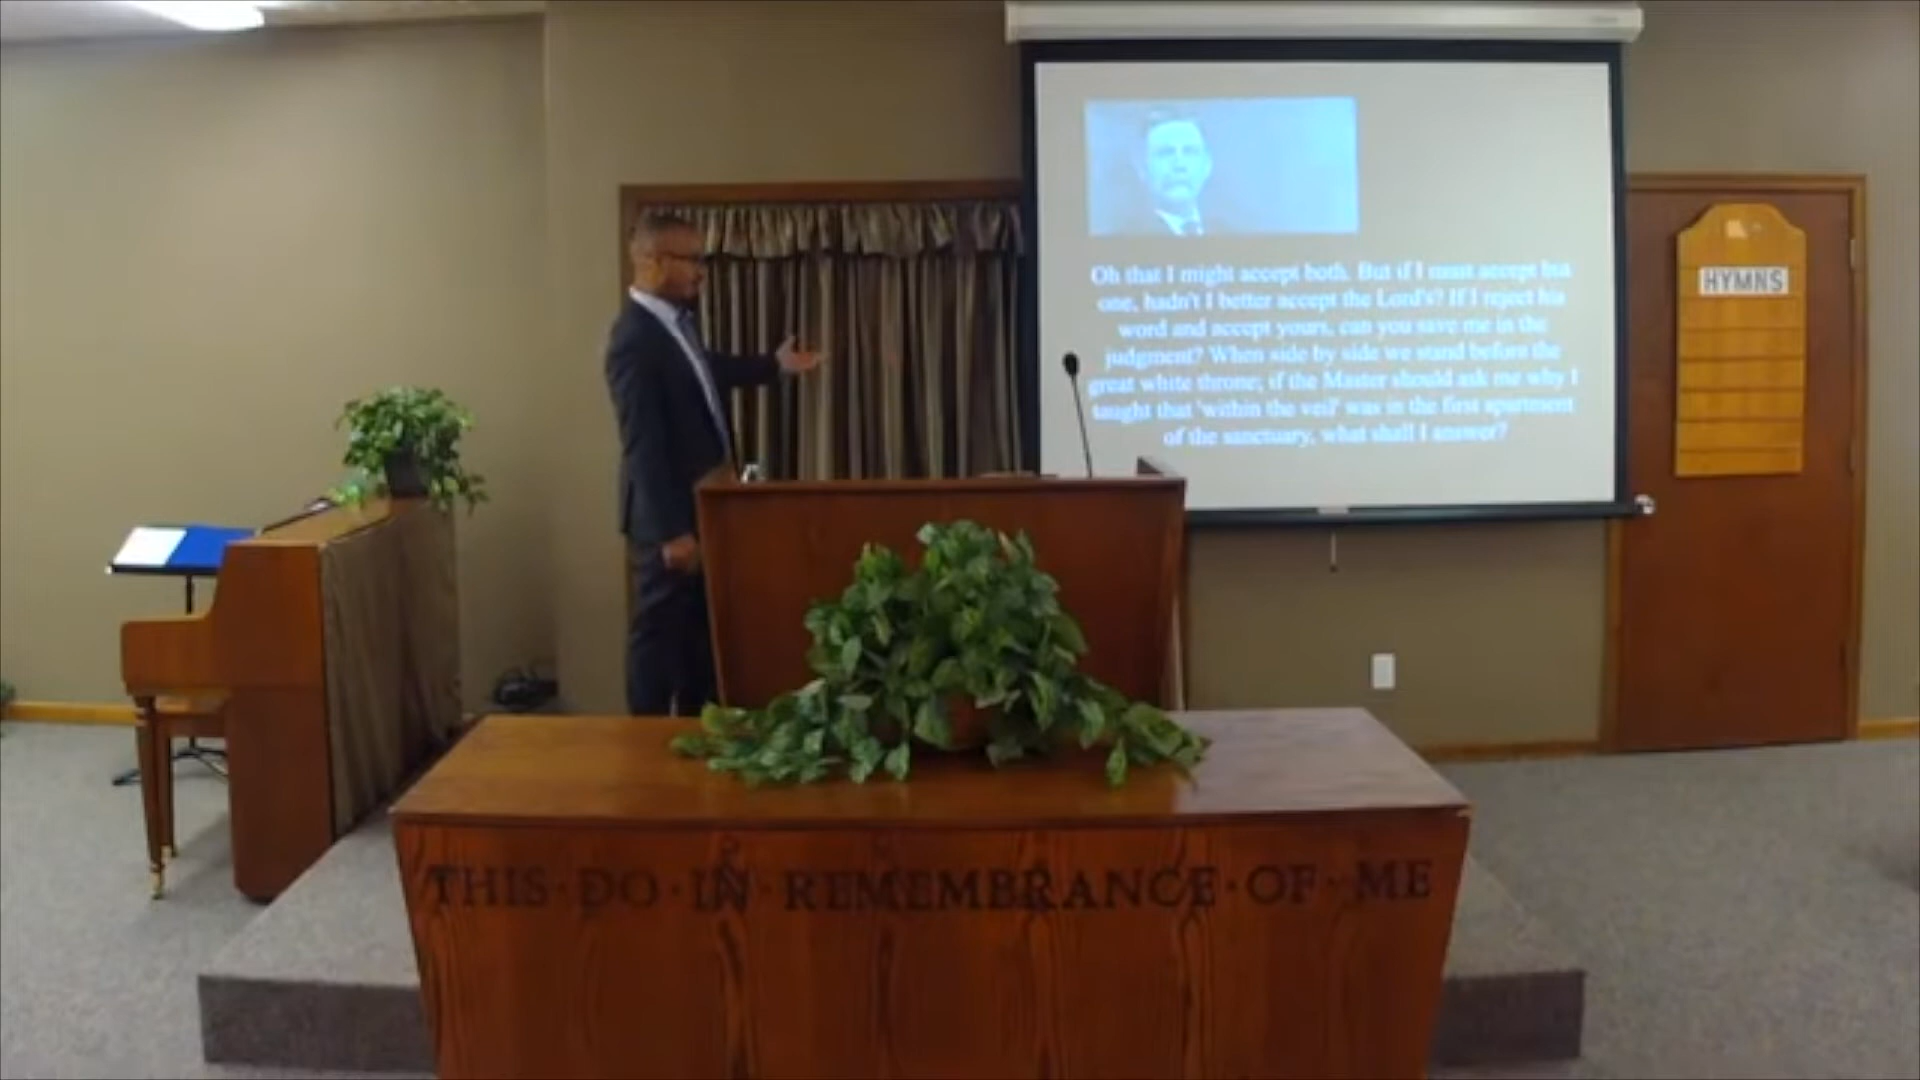 Oh that I might accept both. But if I must accept but
one, hadn't I better accept the Lord's? If I reject his
word and accept yours, can you save me in the
judgment? When side by side we stand before the
great white throne; if the Master should ask me why I
taught that 'within the veil' was in the first apartment
of the sanctuary, what shall I answer?
HYMNS
THIS · DO · IN · REMEMBRANCE · OF · ME